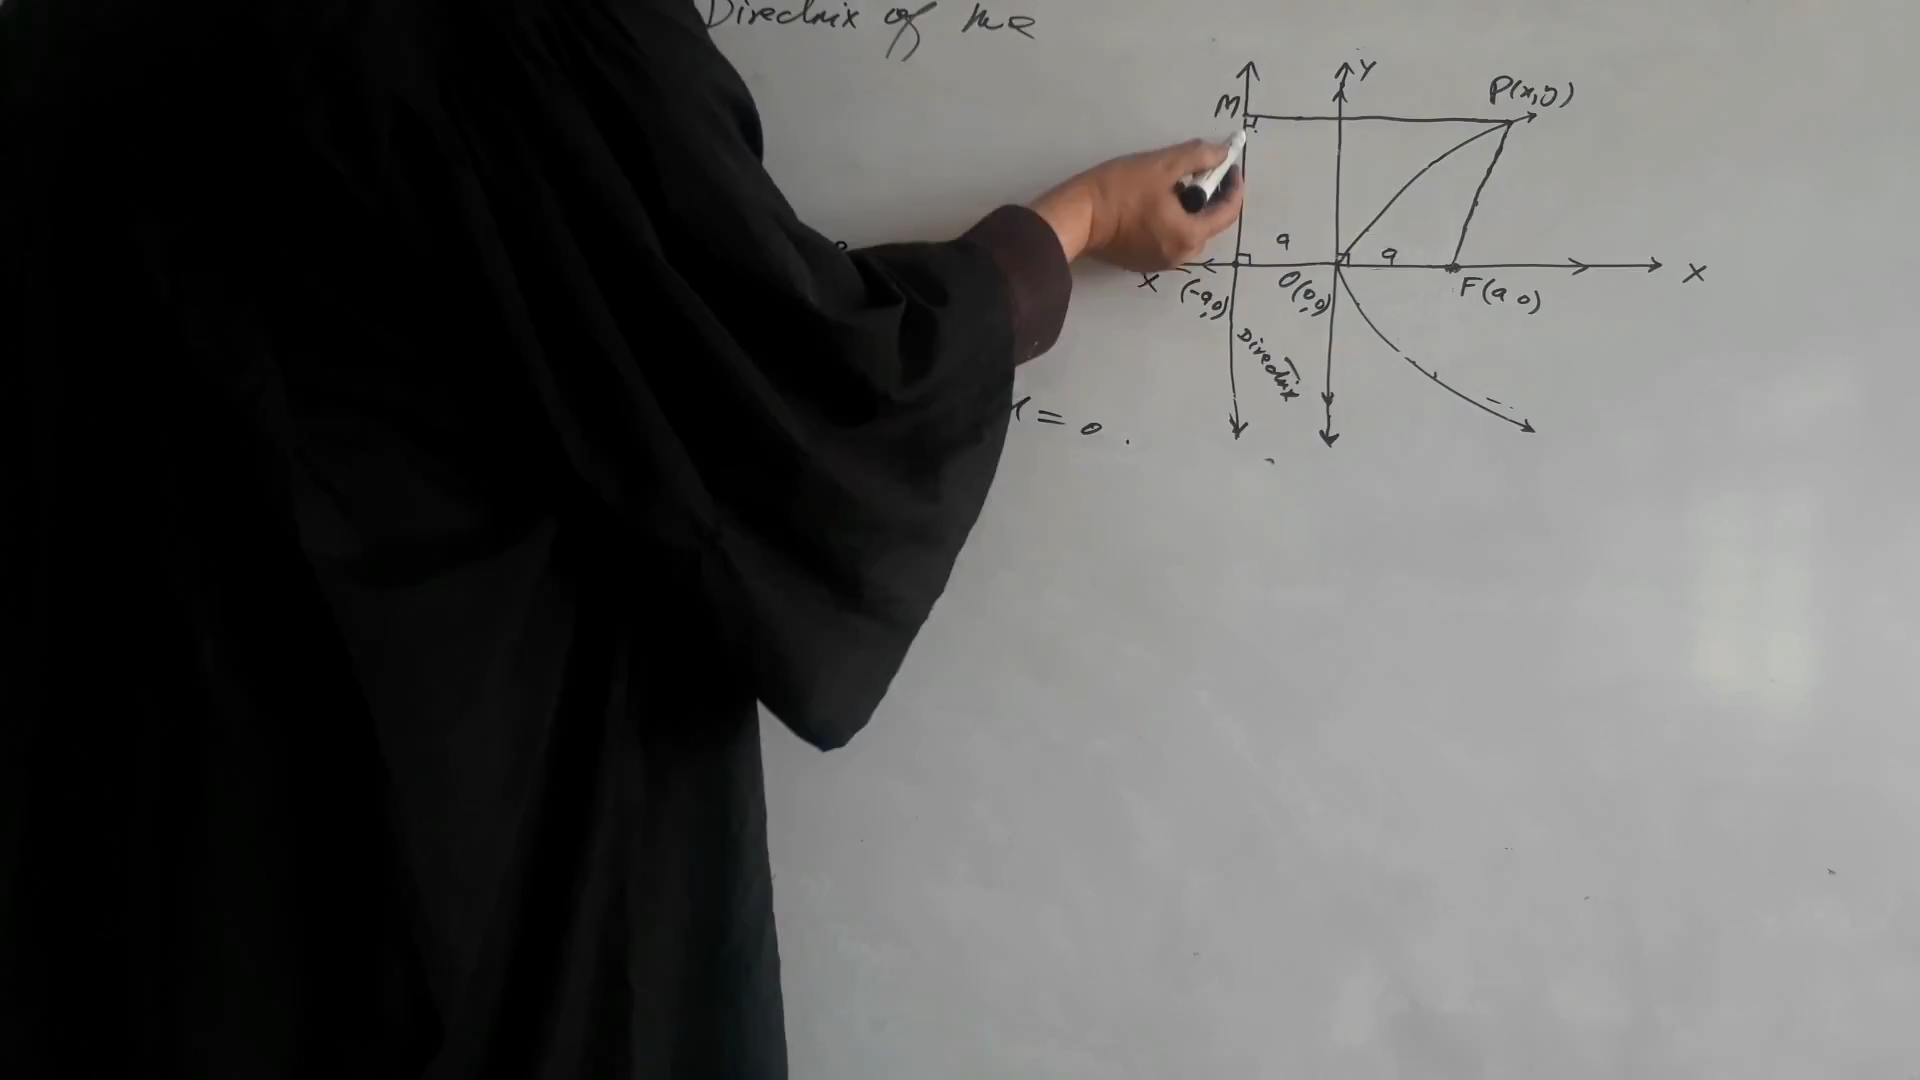 Directrix of the
Y
P(x,y)
M
a
a
X
X
(-a,0)
O(0,0)
F(a,0)
Directrix
= 0.